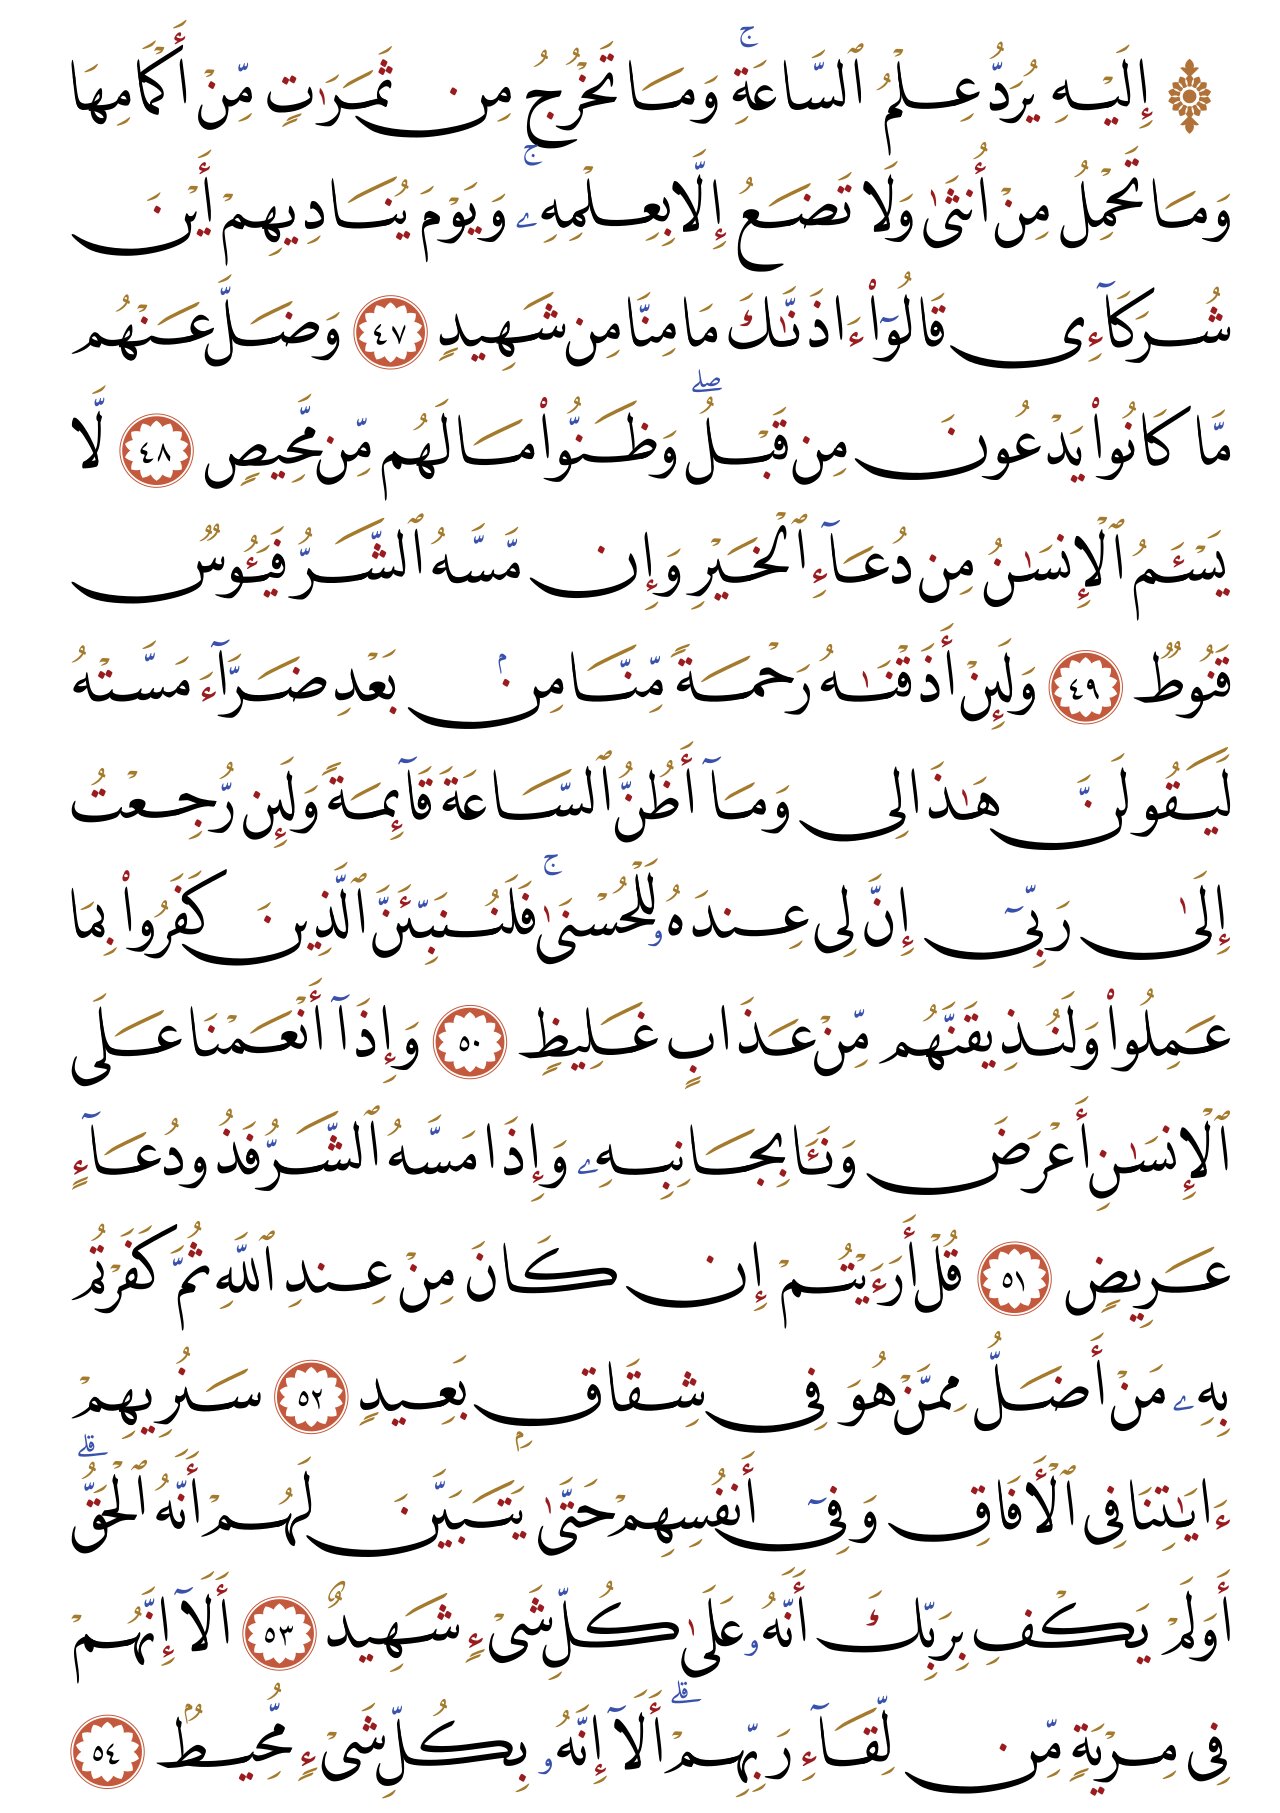 ۞ إِلَيْهِ يُرَدُّ عِلْمُ ٱلسَّاعَةِ ۚ وَمَا تَخْرُجُ مِن ثَمَرَٰتٍ مِّنْ أَكْمَامِهَا
وَمَا تَحْمِلُ مِنْ أُنثَىٰ وَلَا تَضَعُ إِلَّا بِعِلْمِهِۦ ۚ وَيَوْمَ يُنَادِيهِمْ أَيْنَ
شُرَكَآءِى قَالُوٓا۟ ءَاذَنَّـٰكَ مَا مِنَّا مِن شَهِيدٍ ٤٧ وَضَلَّ عَنْهُم
مَّا كَانُوا۟ يَدْعُونَ مِن قَبْلُ ۖ وَظَنُّوا۟ مَا لَهُم مِّن مَّحِيصٍ ٤٨ لَّا
يَسْـَٔمُ ٱلْإِنسَـٰنُ مِن دُعَآءِ ٱلْخَيْرِ وَإِن مَّسَّهُ ٱلشَّرُّ فَيَـُٔوسٌ
قَنُوطٌ ٤٩ وَلَئِنْ أَذَقْنَـٰهُ رَحْمَةً مِّنَّا مِنۢ بَعْدِ ضَرَّآءَ مَسَّتْهُ
لَيَقُولَنَّ هَـٰذَا لِى وَمَآ أَظُنُّ ٱلسَّاعَةَ قَآئِمَةً وَلَئِن رُّجِعْتُ
إِلَىٰ رَبِّىٓ إِنَّ لِى عِندَهُۥ لَلْحُسْنَىٰ ۚ فَلَنُنَبِّئَنَّ ٱلَّذِينَ كَفَرُوا۟ بِمَا
عَمِلُوا۟ وَلَنُذِيقَنَّهُم مِّنْ عَذَابٍ غَلِيظٍ ٥٠ وَإِذَآ أَنْعَمْنَا عَلَى
ٱلْإِنسَـٰنِ أَعْرَضَ وَنَـَٔا بِجَانِبِهِۦ وَإِذَا مَسَّهُ ٱلشَّرُّ فَذُو دُعَآءٍ
عَرِيضٍ ٥١ قُلْ أَرَءَيْتُمْ إِن كَانَ مِنْ عِندِ ٱللَّهِ ثُمَّ كَفَرْتُم
بِهِۦ مَنْ أَضَلُّ مِمَّنْ هُوَ فِى شِقَاقٍۭ بَعِيدٍ ٥٢ سَنُرِيهِمْ
ءَايَـٰتِنَا فِى ٱلْـَٔافَاقِ وَفِىٓ أَنفُسِهِمْ حَتَّىٰ يَتَبَيَّنَ لَهُمْ أَنَّهُ ٱلْحَقُّ ۗ
أَوَلَمْ يَكْفِ بِرَبِّكَ أَنَّهُۥ عَلَىٰ كُلِّ شَىْءٍ شَهِيدٌ ٥٣ أَلَآ إِنَّهُمْ
فِى مِرْيَةٍ مِّن لِّقَآءِ رَبِّهِمْ ۗ أَلَآ إِنَّهُۥ بِكُلِّ شَىْءٍ مُّحِيطٌۢ ٥٤